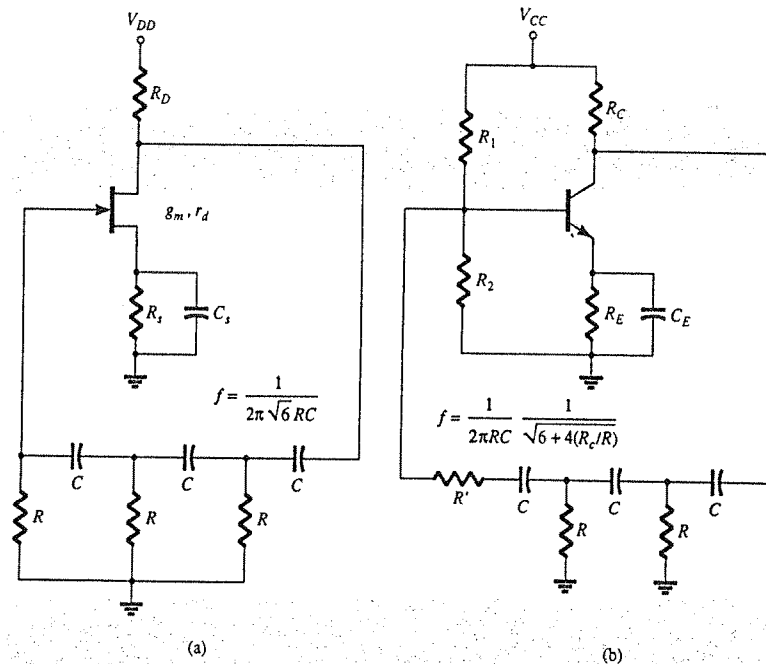 V_DD
R_D
g_m, r_d
R_s
C_s
f = 1 / (2π√6 RC)
C
C
C
R
R
R
(a)
V_CC
R_1
R_C
R_2
R_E
C_E
f = 1/(2πRC) 1/√(6 + 4(R_c/R))
R'
C
C
C
R
R
(b)